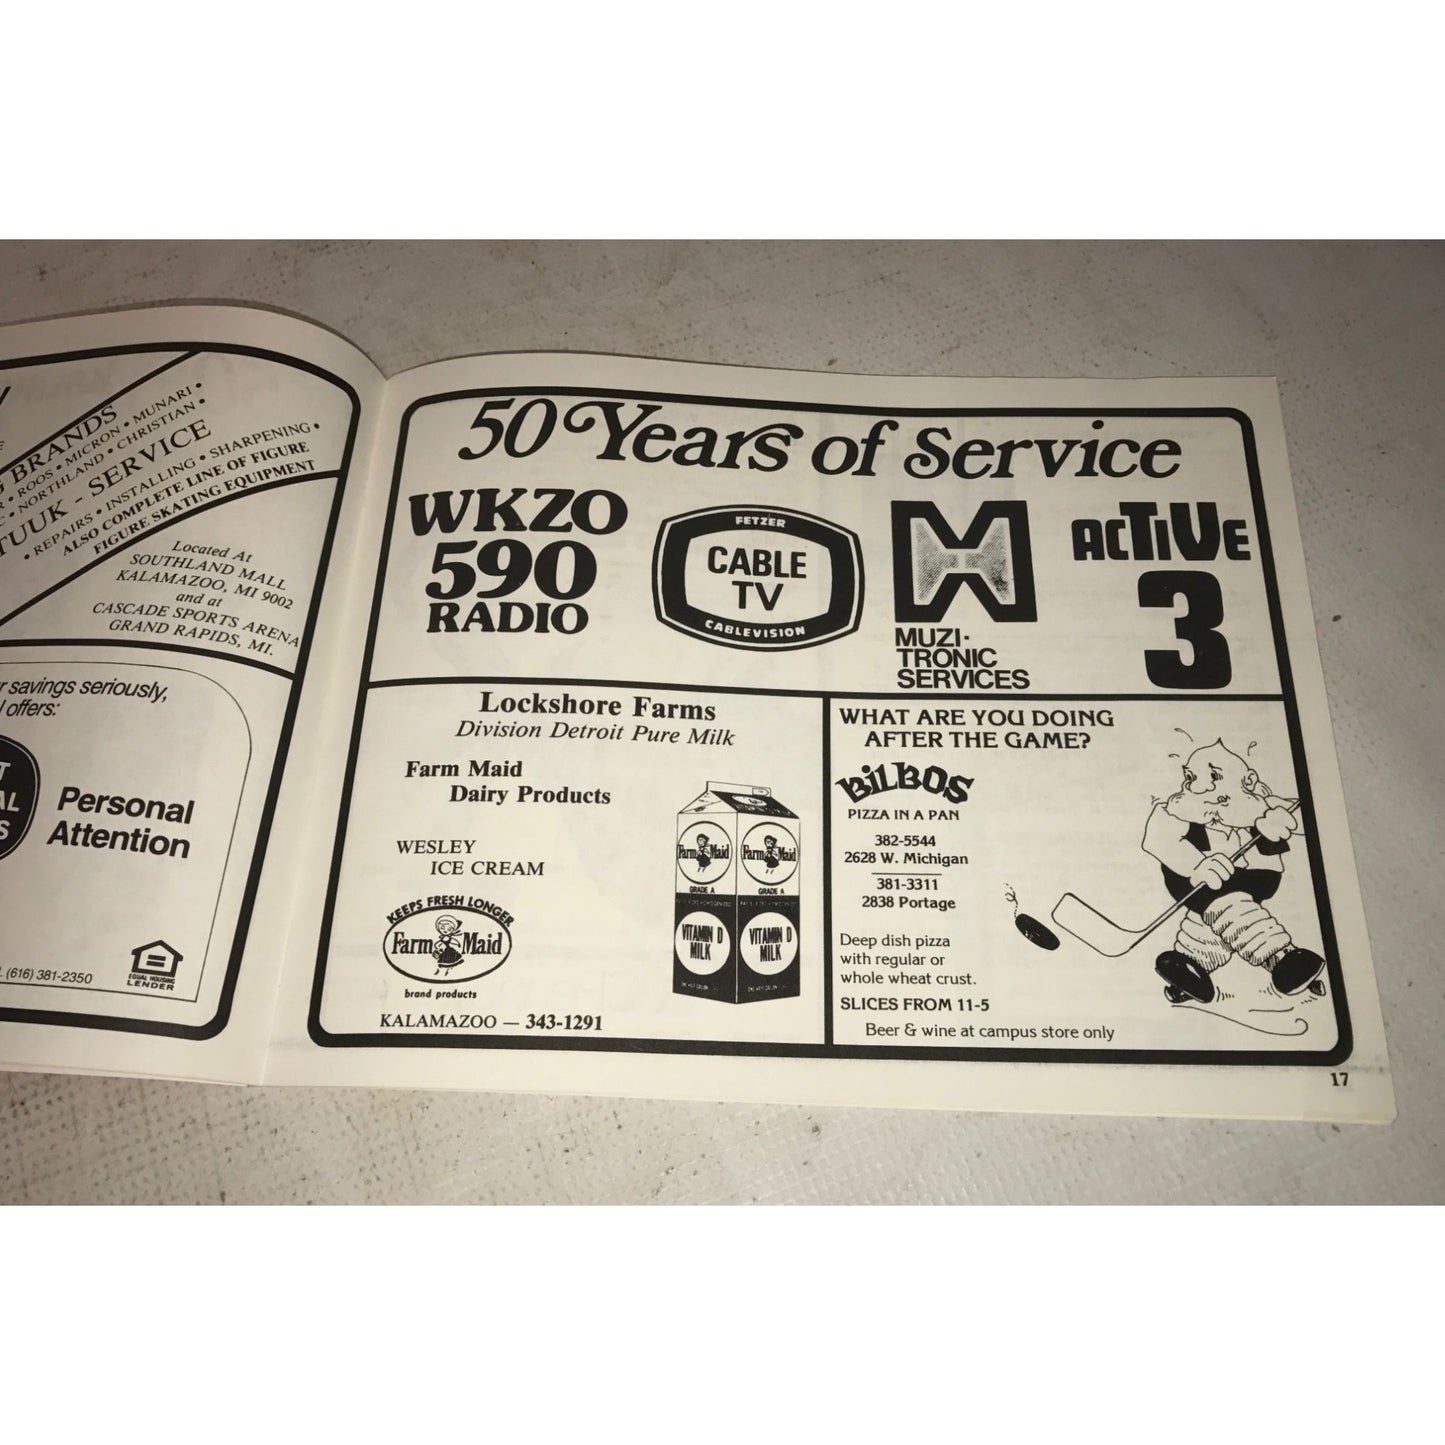 G BRANDS
• ROOS • MICRON • MUNARI •
• NORTHLAND • CHRISTIAN •
TUUK - SERVICE
• REPAIRS • INSTALLING • SHARPENING •
ALSO COMPLETE LINE OF FIGURE
FIGURE SKATING EQUIPMENT
Located At
SOUTHLAND MALL
KALAMAZOO, MI 9002
and at
CASCADE SPORTS ARENA
GRAND RAPIDS, MI.
savings seriously,
offers:
Personal
Attention
(616) 381-2350
EQUAL HOUSING
LENDER
50 Years of Service
WKZO
590
RADIO
FETZER
CABLE
TV
CABLEVISION
MUZI-
TRONIC
SERVICES
ACTIVE
3
Lockshore Farms
Division Detroit Pure Milk
Farm Maid
Dairy Products
WESLEY
ICE CREAM
KEEPS FRESH LONGER
Farm Maid
brand products
KALAMAZOO — 343-1291
Farm Maid
GRADE A
VITAMIN D
MILK
Farm Maid
GRADE A
VITAMIN D
MILK
WHAT ARE YOU DOING
AFTER THE GAME?
BiLBOS
PIZZA IN A PAN
382-5544
2628 W. Michigan
381-3311
2838 Portage
Deep dish pizza
with regular or
whole wheat crust.
SLICES FROM 11-5
Beer & wine at campus store only
17